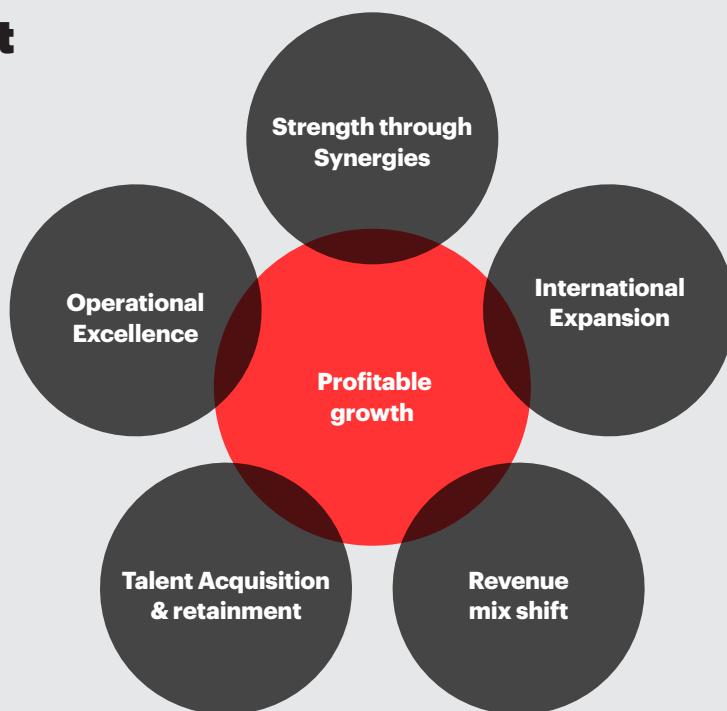 t
Strength through
Synergies
International
Expansion
Operational
Excellence
Profitable
growth
Talent Acquisition
& retainment
Revenue
mix shift